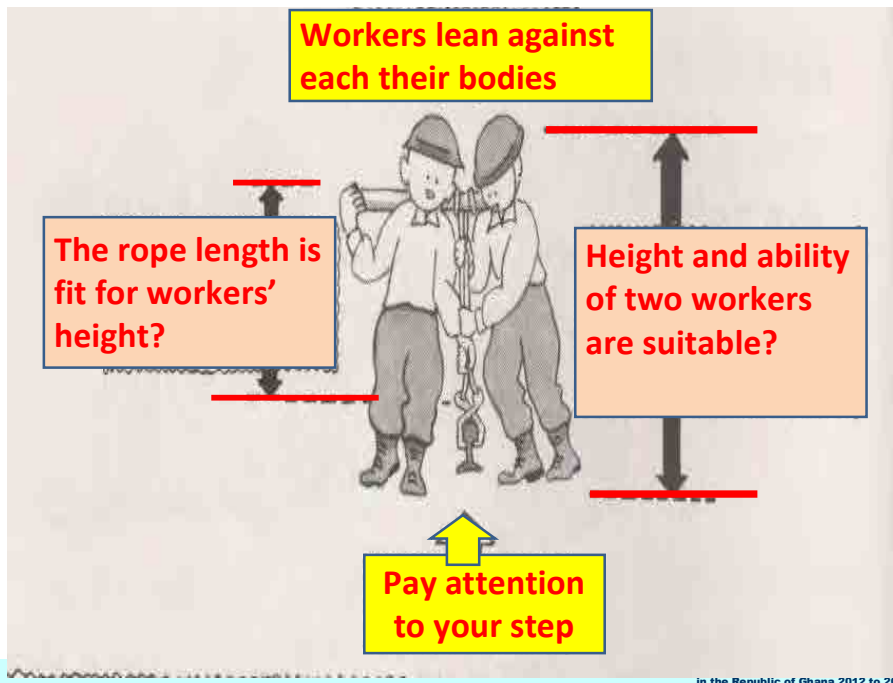 Workers lean against
each their bodies
The rope length is
fit for workers'
height?
Height and ability
of two workers
are suitable?
Pay attention
to your step
in the Republic of Ghana 2012 to